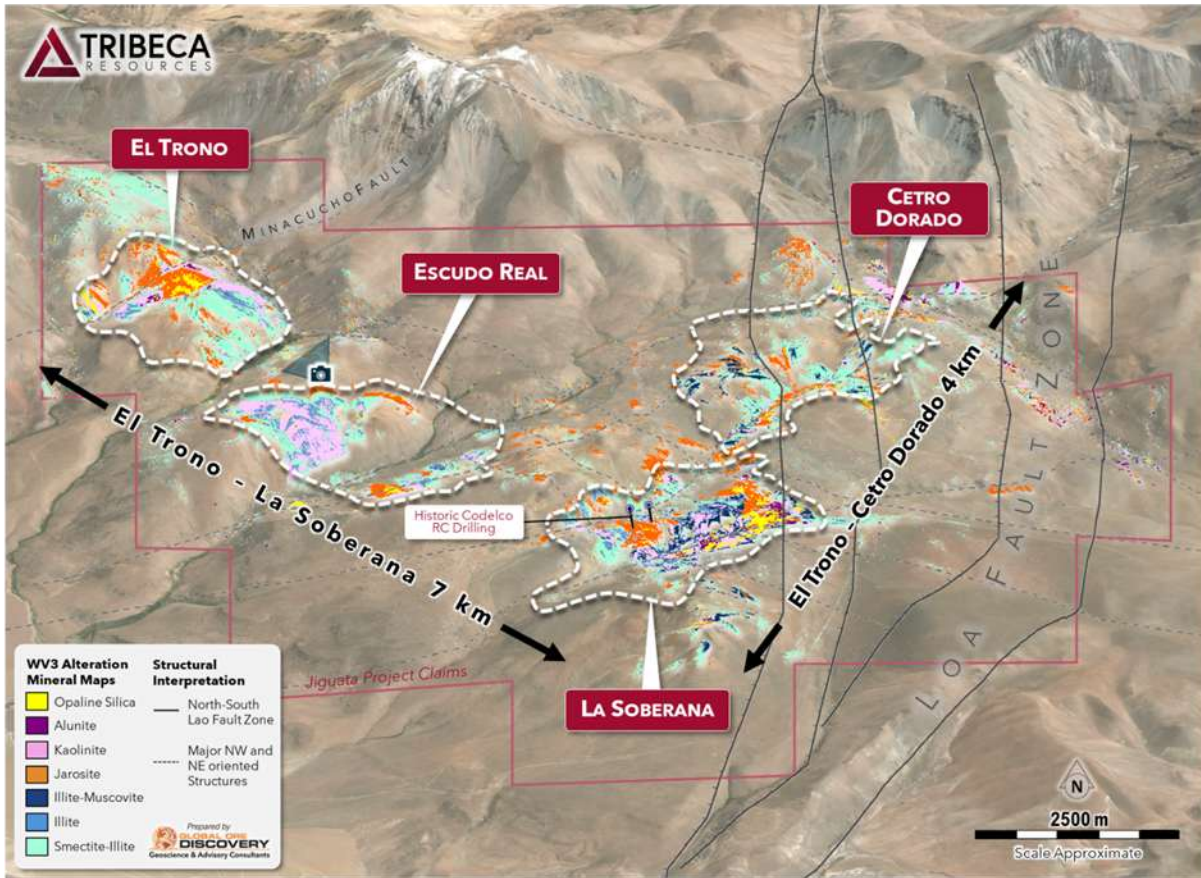 TRIBECA
RESOURCES
EL TRONO
MINACUCHO FAULT
CETRO
DORADO
ESCUDO REAL
El Trono - La Soberana 7 km
El Trono - Cetro Dorado 4 km
LOA FAULT ZONE
Historic Codelco
RC Drilling
Jiguata Project Claims
LA SOBERANA
WV3 Alteration
Mineral Maps
Opaline Silica
Alunite
Kaolinite
Jarosite
Illite-Muscovite
Illite
Smectite-Illite
Structural
Interpretation
North-South
Lao Fault Zone
Major NW and
NE oriented
Structures
Prepared by
GLOBAL ORE
DISCOVERY
Geoscience & Advisory Consultants
N
2500 m
Scale Approximate